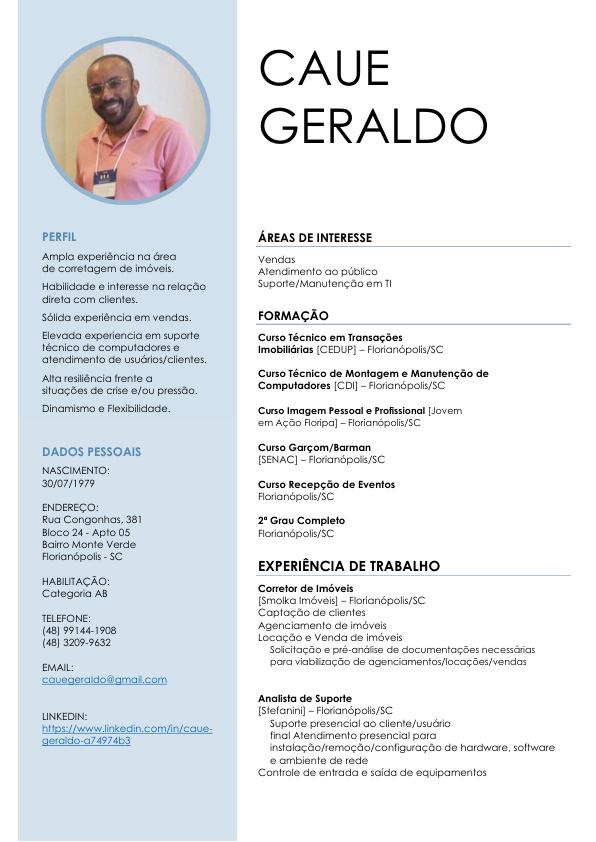 CAUE
GERALDO
PERFIL
Ampla experiência na área
de corretagem de imóveis.
Habilidade e interesse na relação
direta com clientes.
Sólida experiência em vendas.
Elevada experiencia em suporte
técnico de computadores e
atendimento de usuários/clientes.
Alta resiliência frente a
situações de crise e/ou pressão.
Dinamismo e Flexibilidade.
DADOS PESSOAIS
NASCIMENTO:
30/07/1979
ENDEREÇO:
Rua Congonhas, 381
Bloco 24 - Apto 05
Bairro Monte Verde
Florianópolis - SC
HABILITAÇÃO:
Categoria AB
TELEFONE:
(48) 99144-1908
(48) 3209-9632
EMAIL:
cauegeraldo@gmail.com
LINKEDIN:
https://www.linkedin.com/in/caue-
geraldo-a74974b3
ÁREAS DE INTERESSE
Vendas
Atendimento ao público
Suporte/Manutenção em TI
FORMAÇÃO
Curso Técnico em Transações
Imobiliárias [CEDUP] – Florianópolis/SC
Curso Técnico de Montagem e Manutenção de
Computadores [CDI] – Florianópolis/SC
Curso Imagem Pessoal e Profissional [Jovem
em Ação Floripa] – Florianópolis/SC
Curso Garçom/Barman
[SENAC] – Florianópolis/SC
Curso Recepção de Eventos
Florianópolis/SC
2ª Grau Completo
Florianópolis/SC
EXPERIÊNCIA DE TRABALHO
Corretor de Imóveis
[Smolka Imóveis] – Florianópolis/SC
Captação de clientes
Agenciamento de imóveis
Locação e Venda de imóveis
Solicitação e pré-análise de documentações necessárias
para viabilização de agenciamentos/locações/vendas
Analista de Suporte
[Stefanini] – Florianópolis/SC
Suporte presencial ao cliente/usuário
final Atendimento presencial para
instalação/remoção/configuração de hardware, software
e ambiente de rede
Controle de entrada e saída de equipamentos